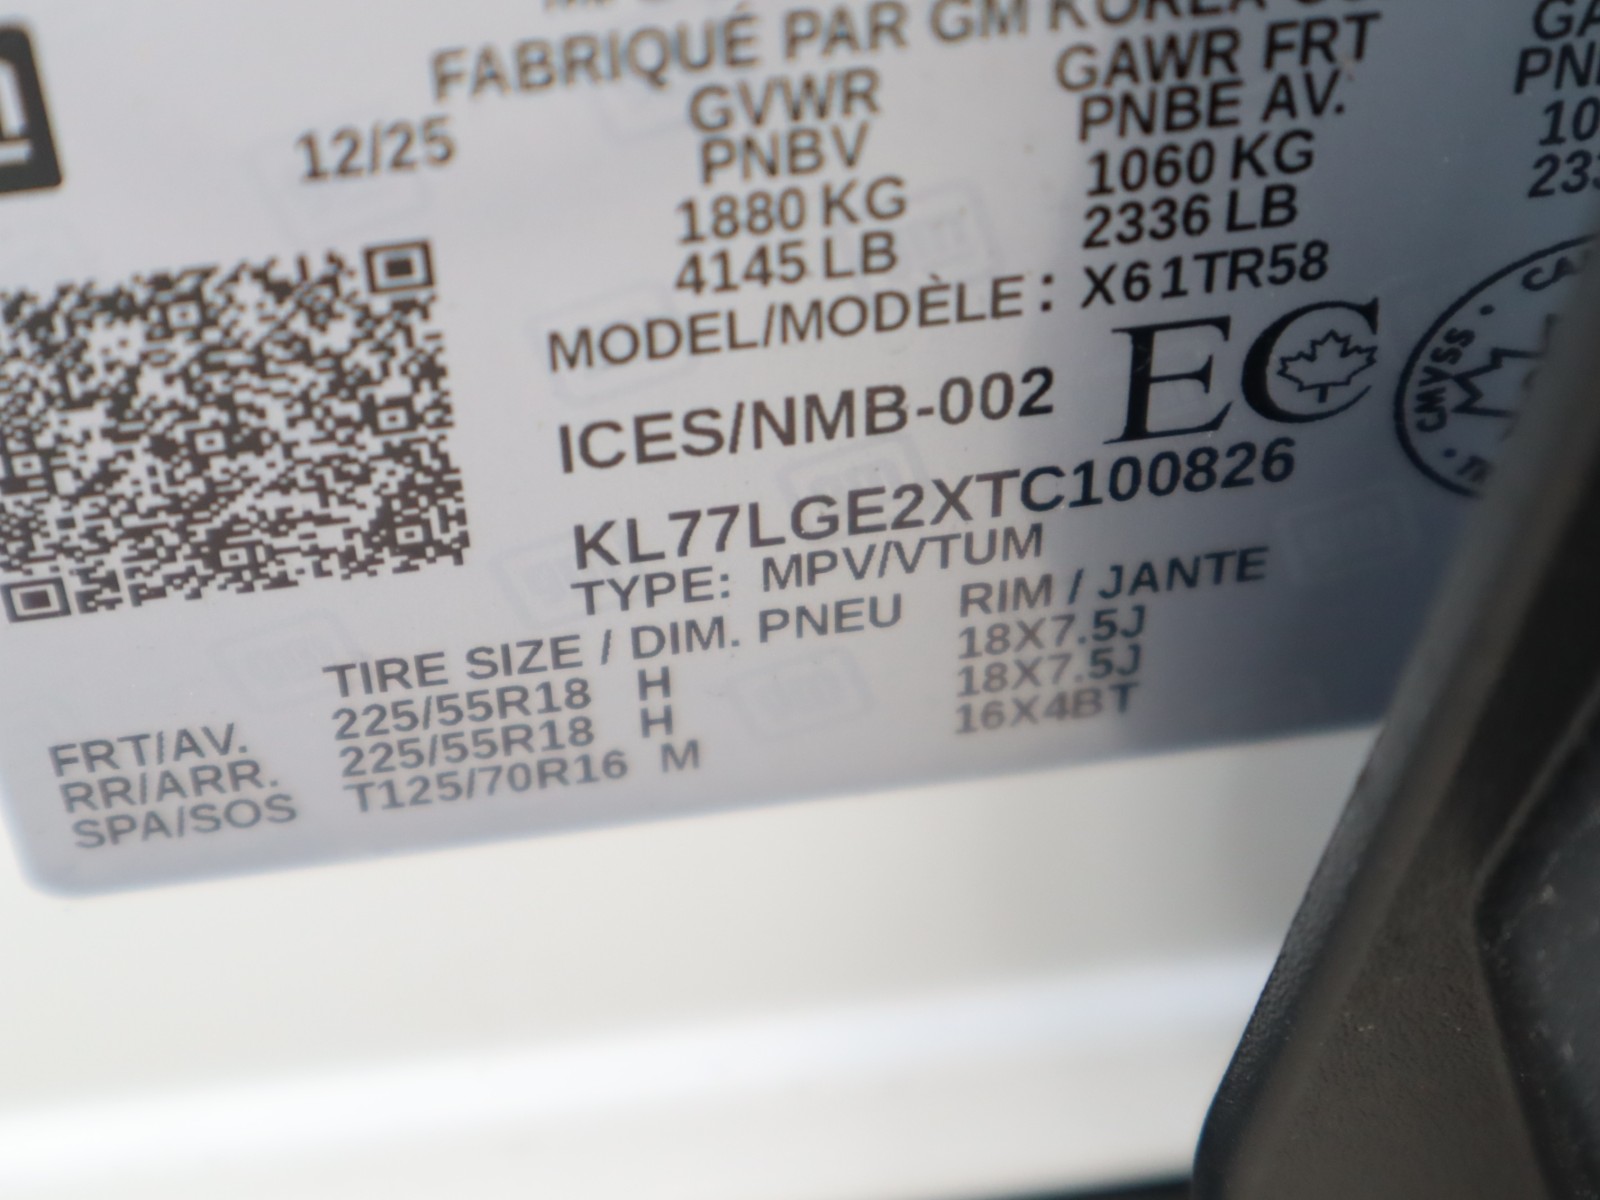 FABRIQUÉ PAR GM KOREA
12/25
GVWR
PNBV
1880 KG
4145 LB
GAWR FRT
PNBE AV.
1060 KG
2336 LB
MODEL/MODÈLE: X61TR58
ICES/NMB-002
EC
CMVSS
KL77LGE2XTC100826
TYPE: MPV/VTUM
TIRE SIZE / DIM. PNEU RIM / JANTE
FRT/AV. 225/55R18 H 18X7.5J
RR/ARR. 225/55R18 H 18X7.5J
SPA/SOS T125/70R16 M 16X4BT